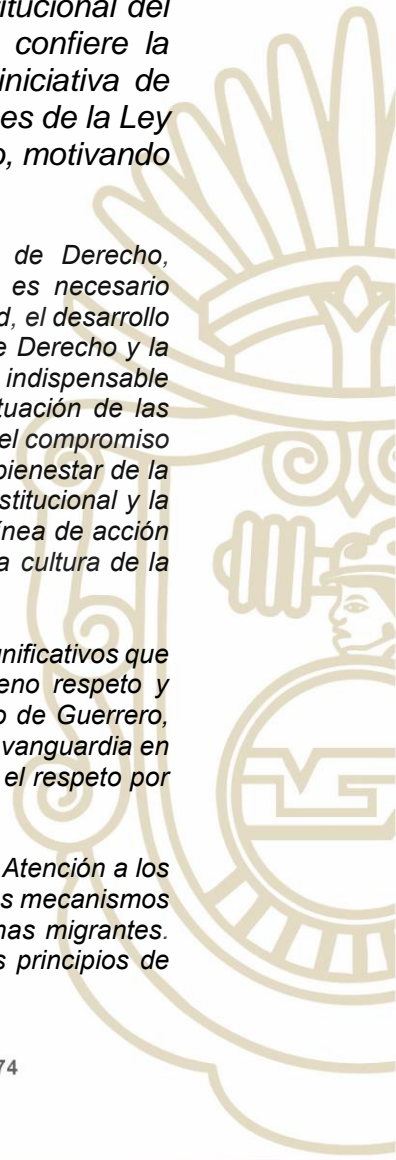 titucional del
confiere la
iniciativa de
es de la Ley
o, motivando
de Derecho,
es necesario
d, el desarrollo
e Derecho y la
indispensable
tuación de las
el compromiso
bienestar de la
stitucional y la
ínea de acción
a cultura de la
nificativos que
eno respeto y
o de Guerrero,
vanguardia en
el respeto por
Atención a los
s mecanismos
nas migrantes.
s principios de
74